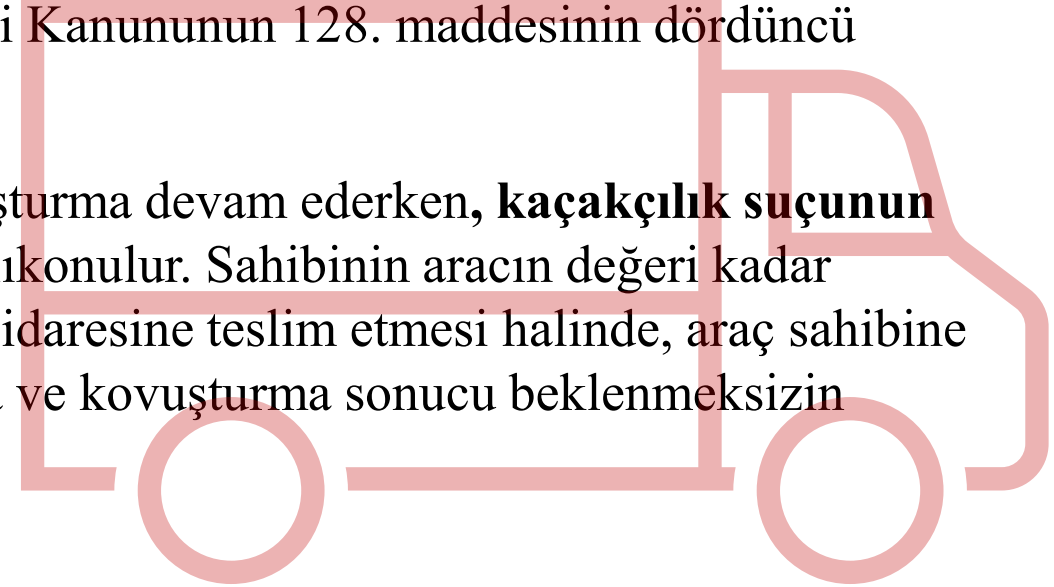 i Kanununun 128. maddesinin dördüncü
şturma devam ederken, kaçakçılık suçunun
ıkonulur. Sahibinin aracın değeri kadar
idaresine teslim etmesi halinde, araç sahibine
ve kovuşturma sonucu beklenmeksizin